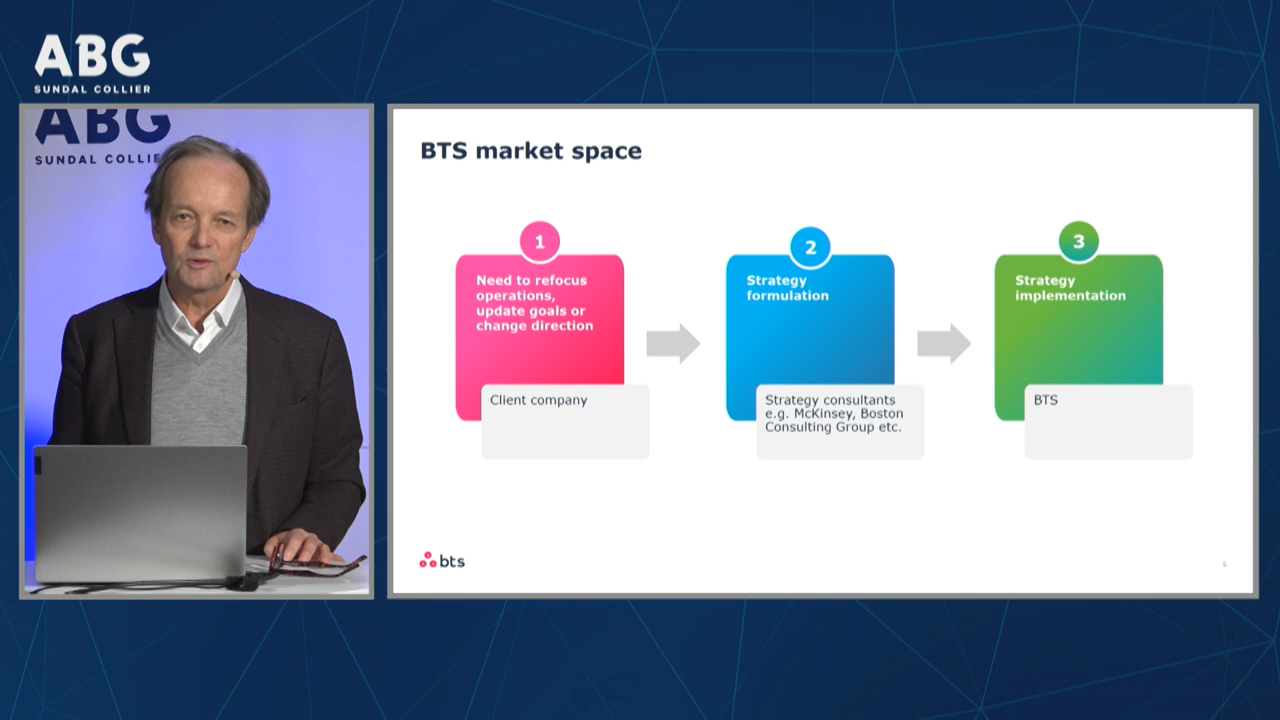 ABG
SUNDAL COLLIER
ABG
SUNDAL COLLIE
BTS market space
1
Need to refocus
operations,
update goals or
change direction
Client company
2
Strategy
formulation
Strategy consultants
e.g. McKinsey, Boston
Consulting Group etc.
3
Strategy
implementation
BTS
bts
5